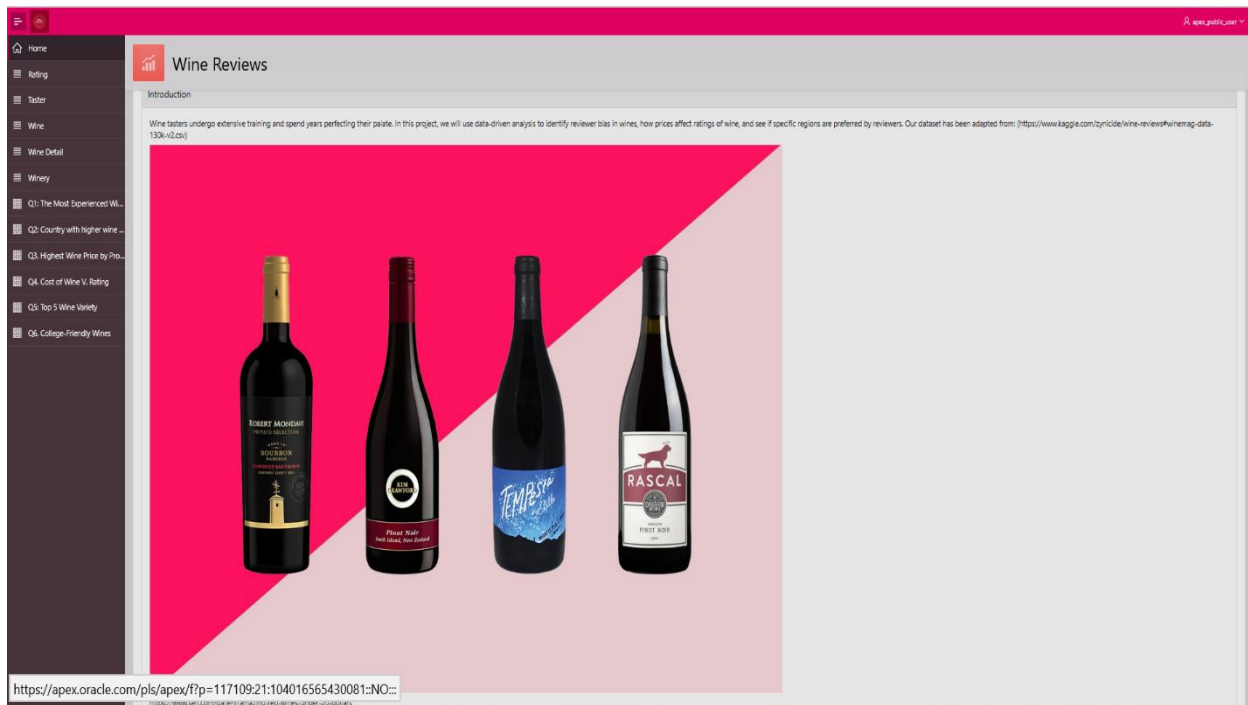 apex_public_user
Home
Rating
Taster
Wine
Wine Detail
Winery
Q1: The Most Experienced Wi...
Q2: Country with higher wine ...
Q3. Highest Wine Price by Pro...
Q4. Cost of Wine V. Rating
Q5: Top 5 Wine Variety
Q6. College-Friendly Wines
Wine Reviews
Introduction
Wine tasters undergo extensive training and spend years perfecting their palate. In this project, we will use data-driven analysis to identify reviewer bias in wines, how prices affect ratings of wine, and see if specific regions are preferred by reviewers. Our dataset has been adapted from: (https://www.kaggle.com/zynicide/wine-reviews#winemag-data-
130k-v2.csv)
ROBERT MONDAVI
PRIVATE SELECTION
BOURBON
BARRELS
CABERNET SAUVIGNON
KIM
CRAWFORD
Pinot Noir
South Island, New Zealand
TEMPESTA
RASCAL
PINOT NOIR
https://apex.oracle.com/pls/apex/f?p=117109:21:104016565430081::NO:::